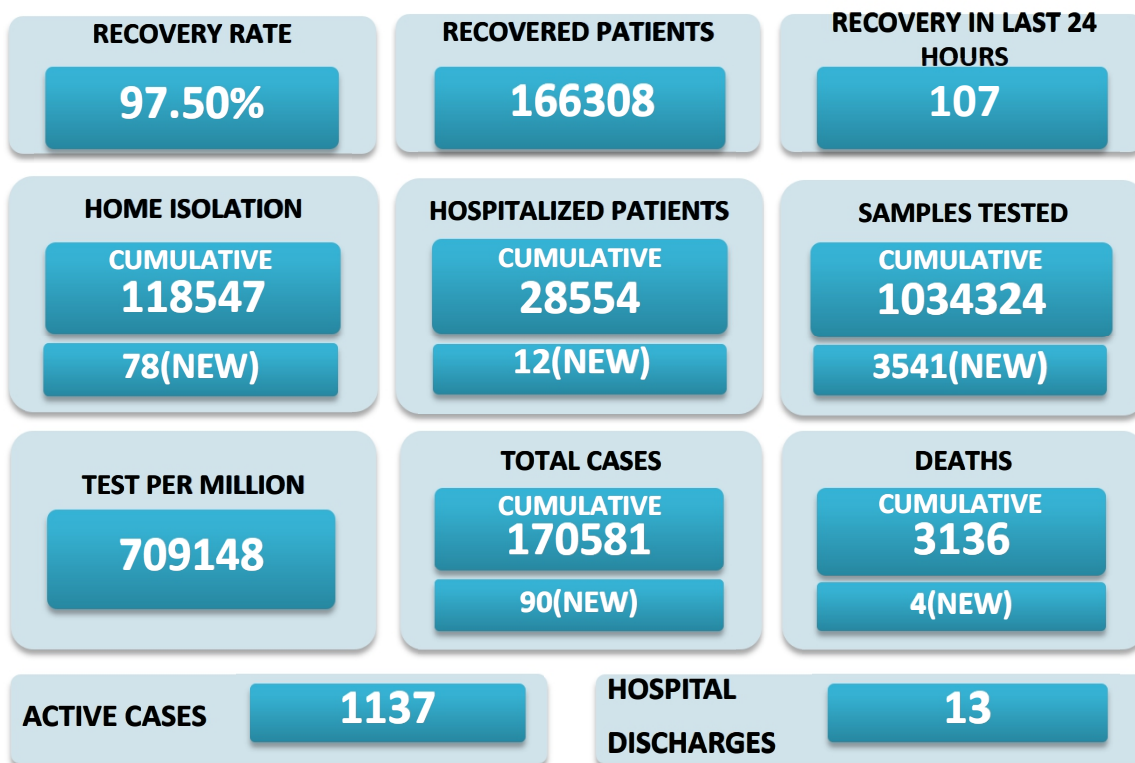 RECOVERY RATE
97.50%
RECOVERED PATIENTS
166308
RECOVERY IN LAST 24
HOURS
107
HOME ISOLATION
CUMULATIVE
118547
78(NEW)
HOSPITALIZED PATIENTS
CUMULATIVE
28554
12(NEW)
SAMPLES TESTED
CUMULATIVE
1034324
3541(NEW)
TEST PER MILLION
709148
TOTAL CASES
CUMULATIVE
170581
90(NEW)
DEATHS
CUMULATIVE
3136
4(NEW)
ACTIVE CASES
1137
HOSPITAL
DISCHARGES
13